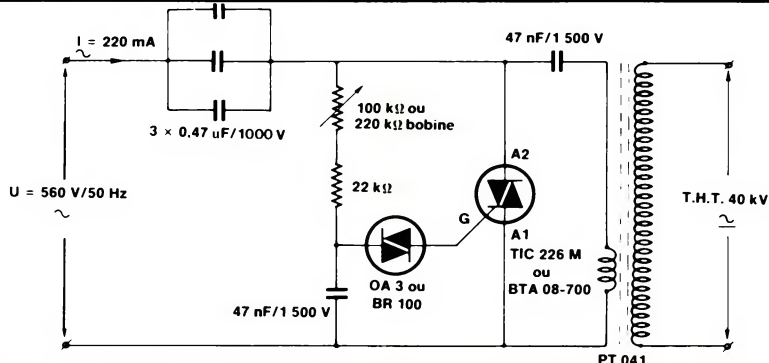 I = 220 mA
~
3 × 0,47 uF/1000 V
U = 560 V/50 Hz
~
100 kΩ ou
220 kΩ bobine
22 kΩ
47 nF/1 500 V
OA 3 ou
BR 100
G
A2
A1
TIC 226 M
ou
BTA 08-700
47 nF/1 500 V
T.H.T. 40 kV
~
PT 041